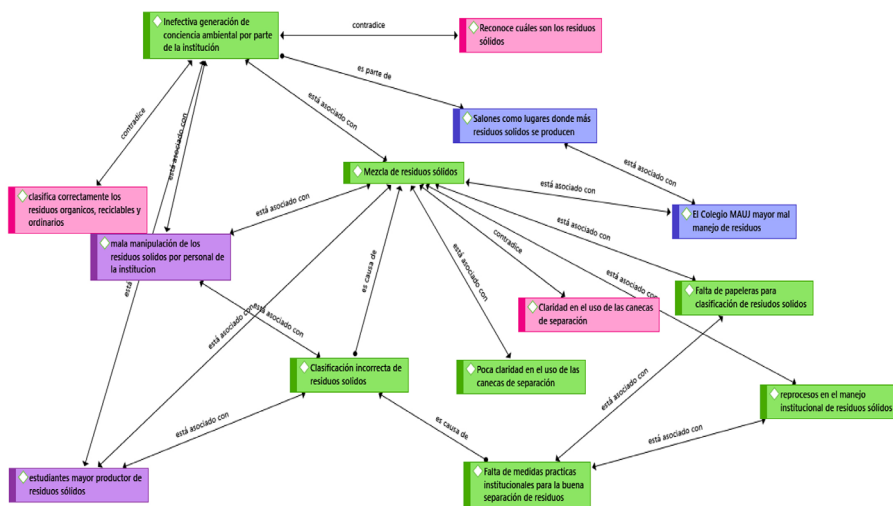 Inefectiva generación de
conciencia ambiental por parte
de la institución
contradice
Reconoce cuáles son los residuos
sólidos
es parte de
contradice
está asociado con
está asociado con
Salones como lugares donde más
residuos solidos se producen
está asociado con
Mezcla de residuos sólidos
clasifica correctamente los
residuos organicos, reciclables y
ordinarios
está asociado con
está asociado con
El Colegio MAUJ mayor mal
manejo de residuos
mala manipulación de los
residuos solidos por personal de
la institucion
está asociado con
contradice
es causa de
está asociado con
está asociado con
está
Falta de papeleras para
clasificación de residuos solidos
Claridad en el uso de las canecas
de separación
está asociado con
está asociado con
Clasificación incorrecta de
residuos solidos
Poca claridad en el uso de las
canecas de separación
está asociado con
reprocesos en el manejo
institucional de residuos sólidos
está asociado con
es causa de
está asociado con
estudiantes mayor productor de
residuos sólidos
Falta de medidas practicas
institucionales para la buena
separación de residuos